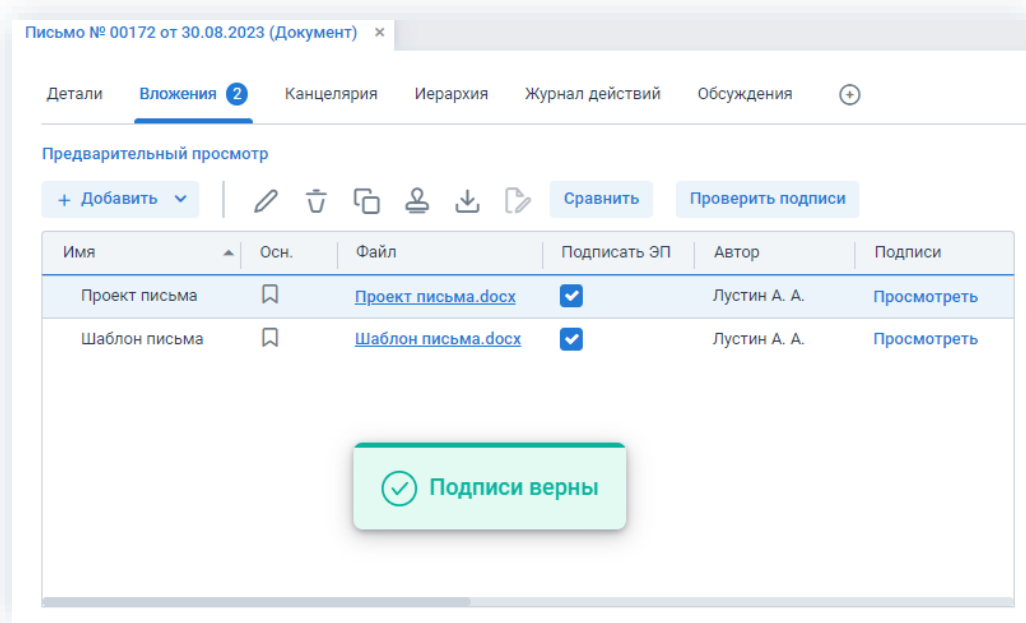 Письмо № 00172 от 30.08.2023 (Документ) ×
Детали Вложения 2 Канцелярия Иерархия Журнал действий Обсуждения
Предварительный просмотр
+ Добавить Сравнить Проверить подписи
Имя Осн. Файл Подписать ЭП Автор Подписи
Проект письма Проект письма.docx Лустин А. А. Просмотреть
Шаблон письма Шаблон письма.docx Лустин А. А. Просмотреть
Подписи верны